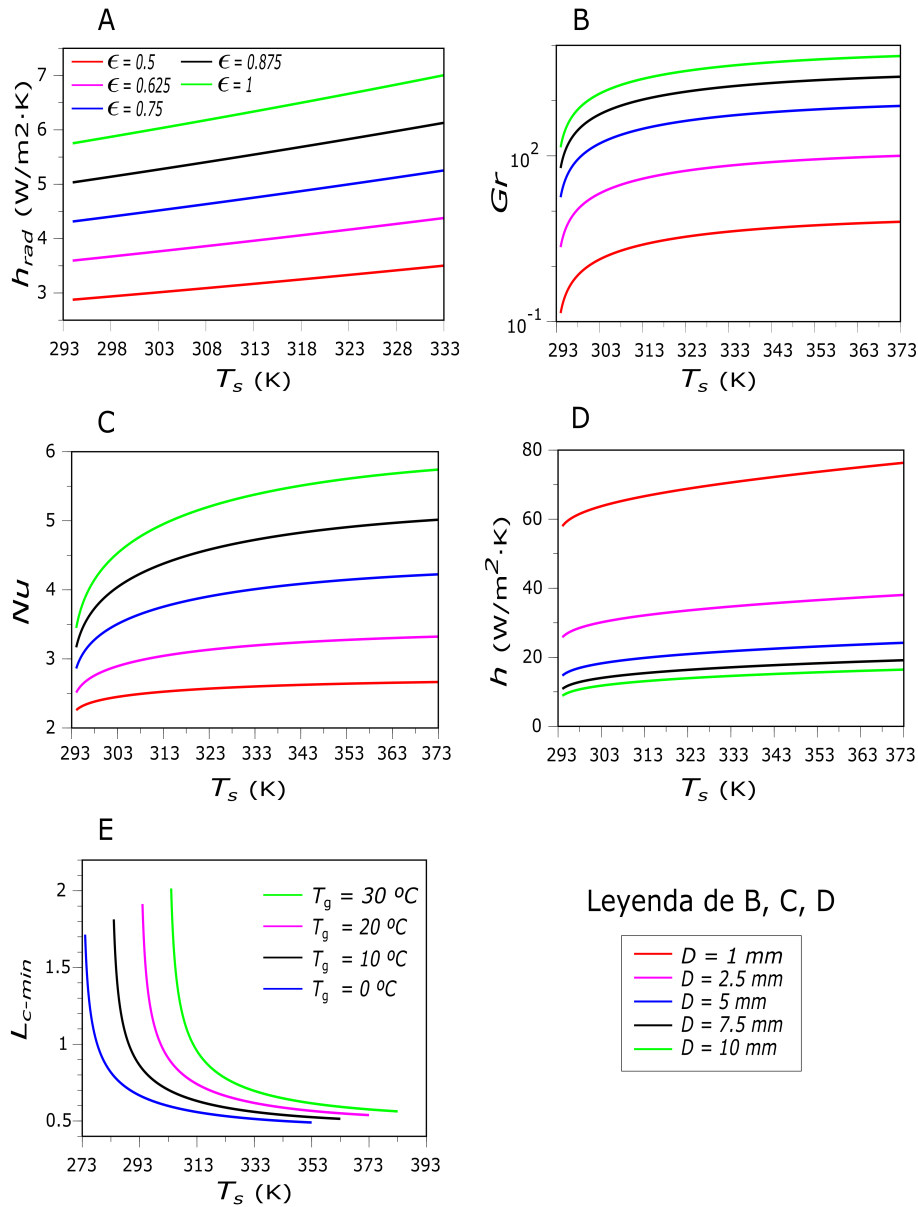 A
ϵ = 0.5
ϵ = 0.625
ϵ = 0.75
ϵ = 0.875
ϵ = 1
h_rad (W/m2·K)
7
6
5
4
3
293 298 303 308 313 318 323 328 333
T_s (K)
B
Gr
10^2
10^-1
293 303 313 323 333 343 353 363 373
T_s (K)
C
Nu
6
5
4
3
2
293 303 313 323 333 343 353 363 373
T_s (K)
D
h (W/m²·K)
80
60
40
20
0
293 303 313 323 333 343 353 363 373
T_s (K)
E
L_c-min
2
1.5
1
0.5
T_g = 30 ºC
T_g = 20 ºC
T_g = 10 ºC
T_g = 0 ºC
273 293 313 333 353 373 393
T_s (K)
Leyenda de B, C, D
D = 1 mm
D = 2.5 mm
D = 5 mm
D = 7.5 mm
D = 10 mm